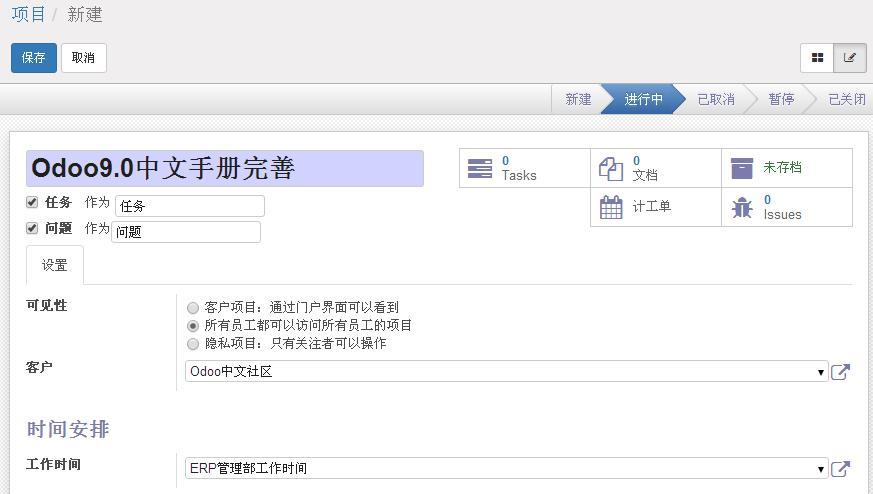 项目 / 新建
保存 取消
新建 进行中 已取消 暂停 已关闭
Odoo9.0中文手册完善
0 Tasks
0 文档
未存档
任务 作为 任务
计工单
0 Issues
问题 作为 问题
设置
可见性
客户项目：通过门户界面可以看到
所有员工都可以访问所有员工的项目
隐私项目：只有关注者可以操作
客户 Odoo中文社区
时间安排
工作时间 ERP管理部工作时间